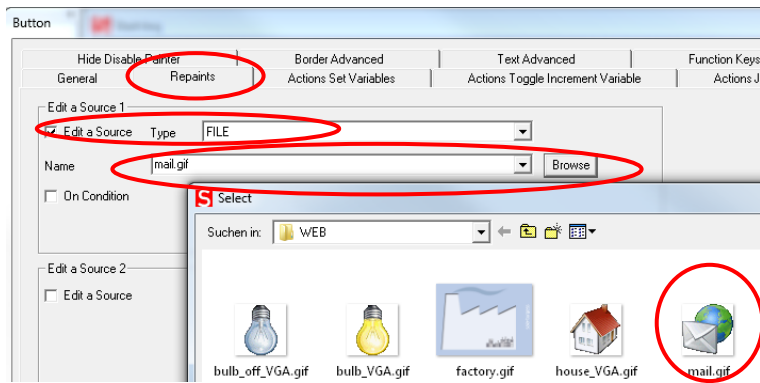 Button
Hide Disable Painter Border Advanced Text Advanced Function Keys
General Repaints Actions Set Variables Actions Toggle Increment Variable Actions J
Edit a Source 1
Edit a Source Type FILE
Name mail.gif Browse
On Condition
S Select
Suchen in: WEB
Edit a Source 2
Edit a Source
bulb_off_VGA.gif bulb_VGA.gif factory.gif house_VGA.gif mail.gif